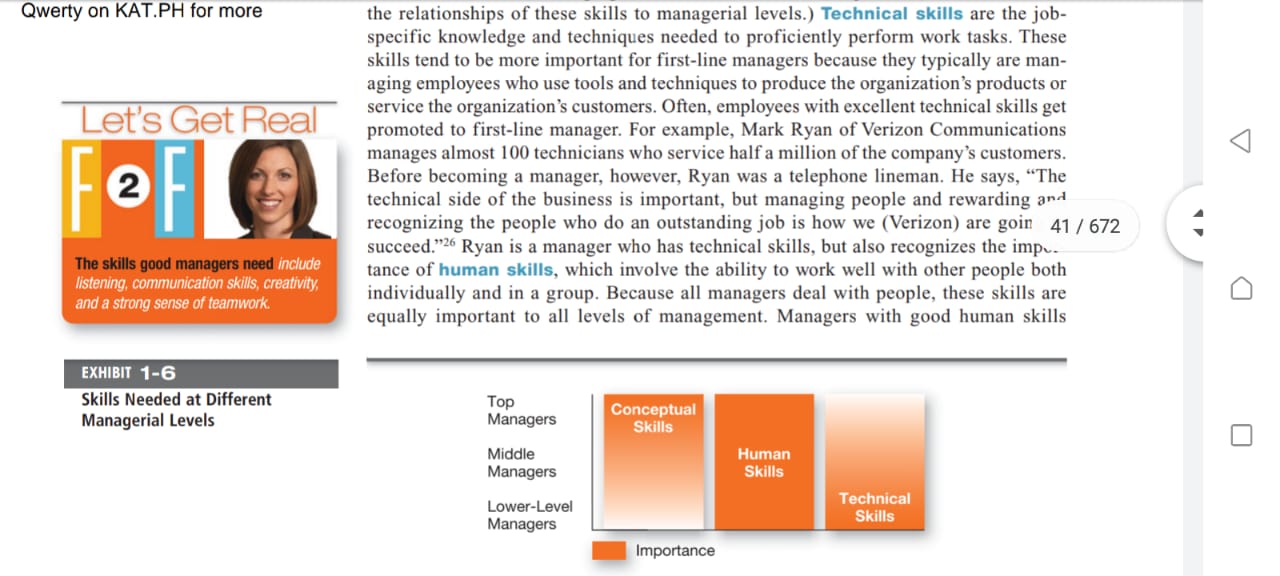 Qwerty on KAT.PH for more
the relationships of these skills to managerial levels.) Technical skills are the job-
specific knowledge and techniques needed to proficiently perform work tasks. These
skills tend to be more important for first-line managers because they typically are man-
aging employees who use tools and techniques to produce the organization's products or
service the organization's customers. Often, employees with excellent technical skills get
promoted to first-line manager. For example, Mark Ryan of Verizon Communications
manages almost 100 technicians who service half a million of the company's customers.
Before becoming a manager, however, Ryan was a telephone lineman. He says, “The
technical side of the business is important, but managing people and rewarding and
recognizing the people who do an outstanding job is how we (Verizon) are goin
succeed.”26 Ryan is a manager who has technical skills, but also recognizes the
tance of human skills, which involve the ability to work well with other people both
individually and in a group. Because all managers deal with people, these skills are
equally important to all levels of management. Managers with good human skills
41 / 672
Let's Get Real
F 2 F
The skills good managers need include
listening, communication skills, creativity,
and a strong sense of teamwork.
EXHIBIT 1-6
Skills Needed at Different
Managerial Levels
Top
Managers
Middle
Managers
Lower-Level
Managers
Conceptual
Skills
Human
Skills
Technical
Skills
Importance